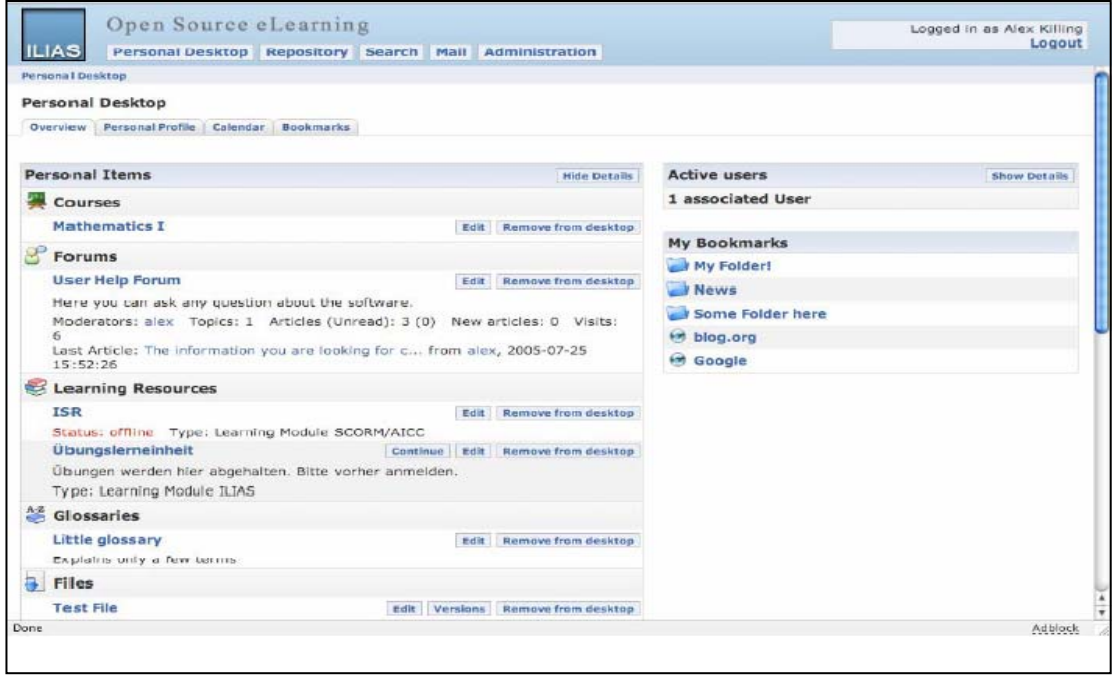 Open Source eLearning
Logged in as Alex Killing
Logout
ILIAS
Personal Desktop Repository Search Mail Administration
Personal Desktop
Personal Desktop
Overview Personal Profile Calendar Bookmarks
Personal Items Hide Details
Courses
Mathematics I Edit Remove from desktop
Forums
User Help Forum Edit Remove from desktop
Here you can ask any question about the software.
Moderators: alex Topics: 1 Articles (Unread): 3 (0) New articles: 0 Visits:
6
Last Article: The information you are looking for c... from alex, 2005-07-25
15:52:26
Learning Resources
ISR Edit Remove from desktop
Status: offline Type: Learning Module SCORM/AICC
Übungslerneinheit Continue Edit Remove from desktop
Übungen werden hier abgehalten. Bitte vorher anmelden.
Type: Learning Module ILIAS
A-Z
Glossaries
Little glossary Edit Remove from desktop
Explains only a few terms
Files
Test File Edit Versions Remove from desktop
Active users Show Details
1 associated User
My Bookmarks
My Folder!
News
Some Folder here
blog.org
Google
Done Adblock